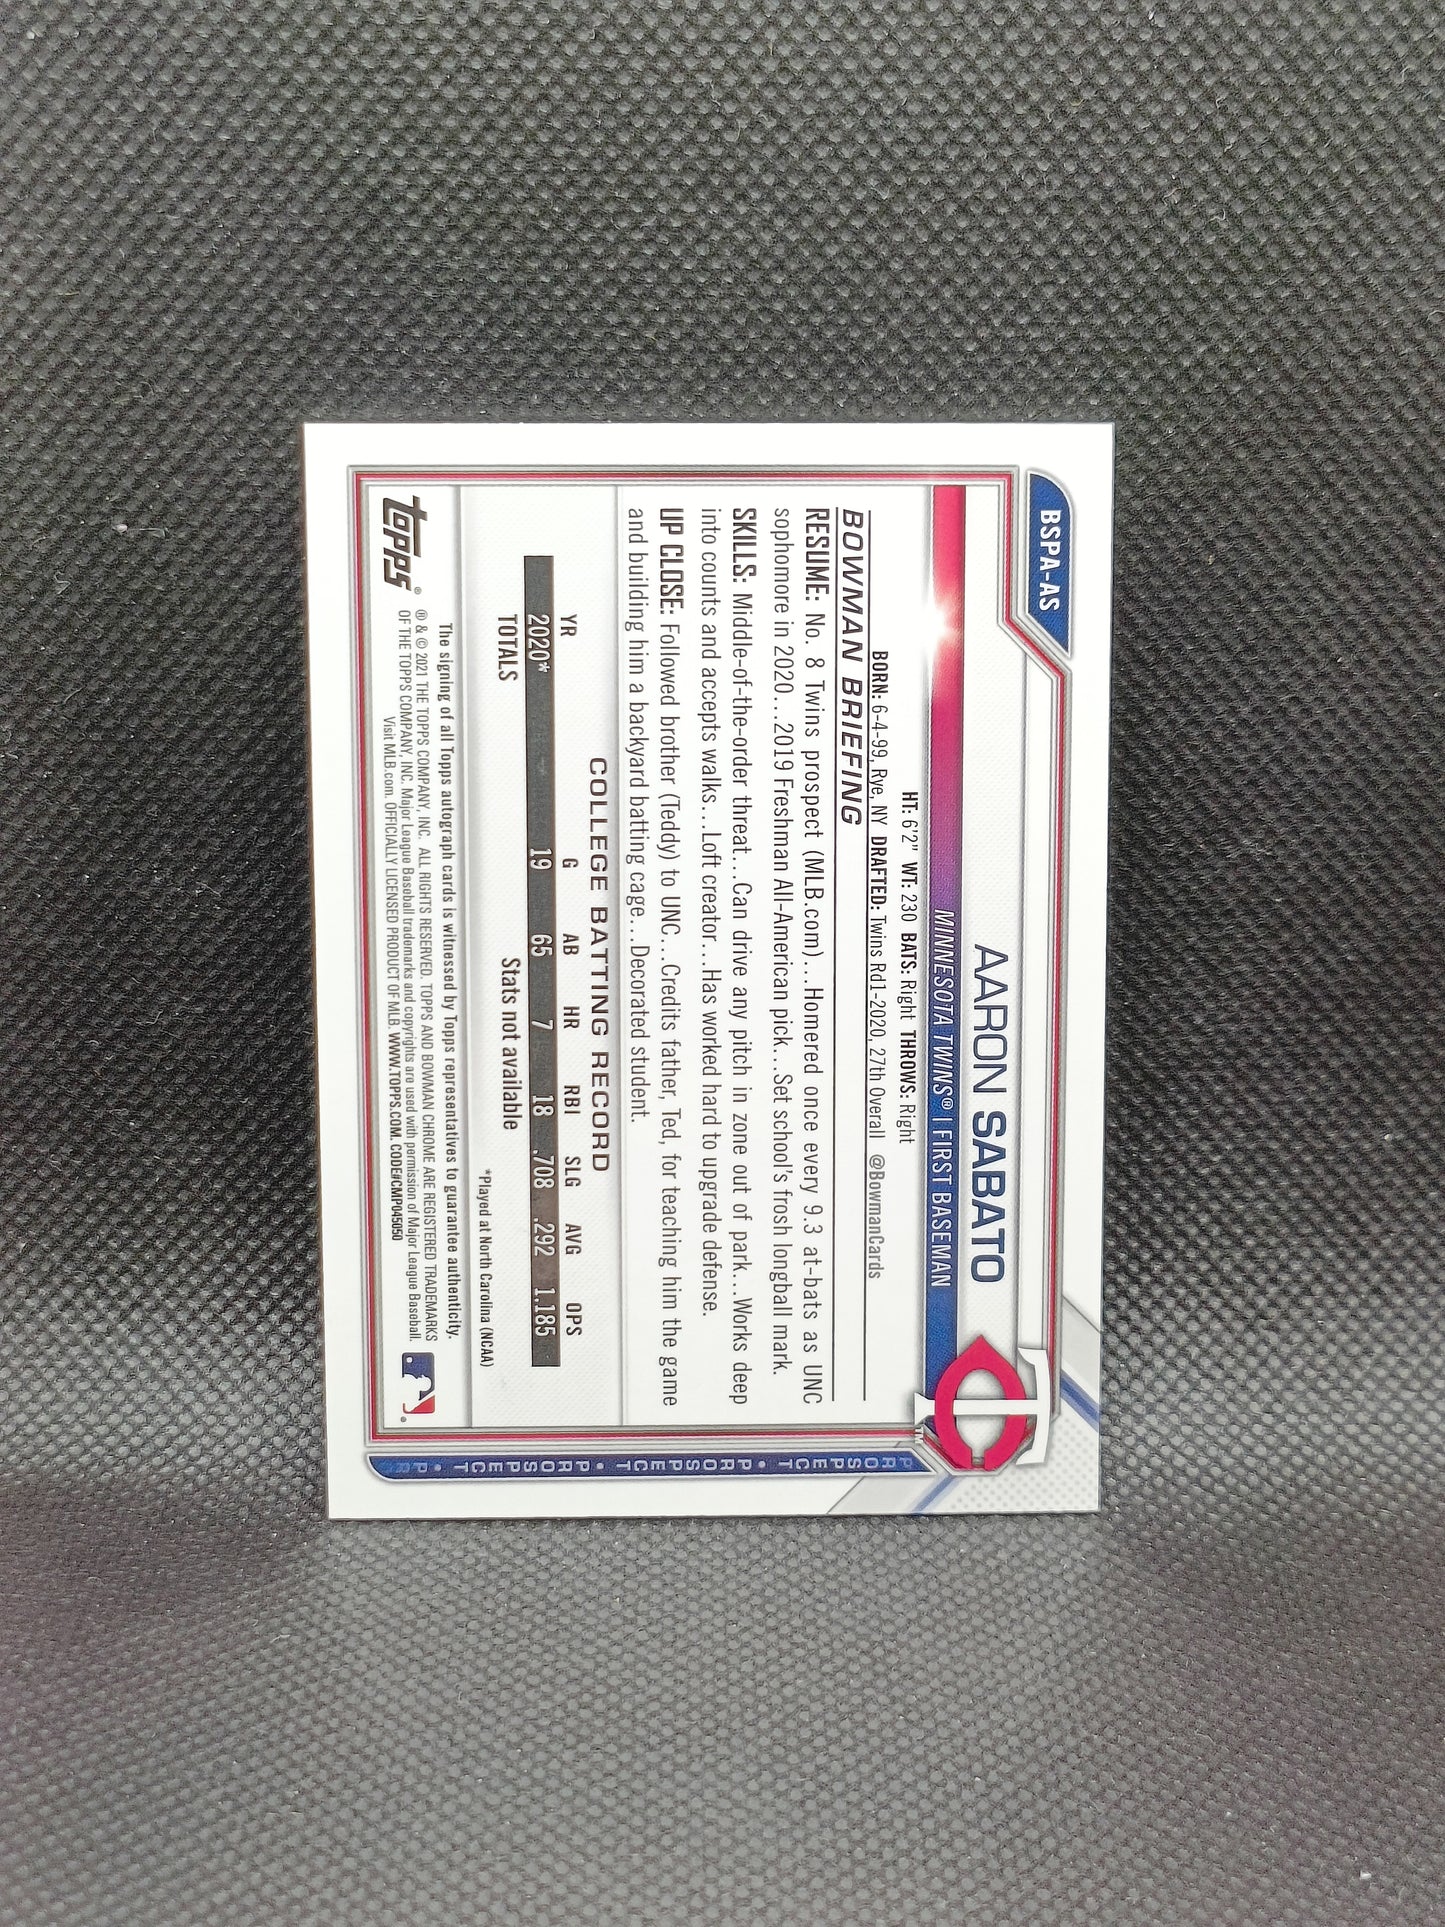 BSPA-AS
AARON SABATO
MINNESOTA TWINS® | FIRST BASEMAN
HT: 6'2" WT: 230 BATS: Right THROWS: Right
BORN: 6-4-99, Rye, NY DRAFTED: Twins Rd1-2020, 27th Overall @BowmanCards
BOWMAN BRIEFING
RESUME: No. 8 Twins prospect (MLB.com)...Homered once every 9.3 at-bats as UNC
sophomore in 2020...2019 Freshman All-American pick...Set school's frosh longball mark.
SKILLS: Middle-of-the-order threat...Can drive any pitch in zone out of park...Works deep
into counts and accepts walks...Loft creator...Has worked hard to upgrade defense.
UP CLOSE: Followed brother (Teddy) to UNC...Credits father, Ted, for teaching him the game
and building him a backyard batting cage...Decorated student.
COLLEGE BATTING RECORD
YR G AB HR RBI SLG AVG OPS
2020* 19 65 7 18 .708 .292 1.185
TOTALS Stats not available
*Played at North Carolina (NCAA)
The signing of all Topps autograph cards is witnessed by Topps representatives to guarantee authenticity.
topps®
® & © 2021 THE TOPPS COMPANY, INC. ALL RIGHTS RESERVED. TOPPS AND BOWMAN CHROME ARE REGISTERED TRADEMARKS
OF THE TOPPS COMPANY, INC. Major League Baseball trademarks and copyrights are used with permission of Major League Baseball.
Visit MLB.com. OFFICIALLY LICENSED PRODUCT OF MLB. WWW.TOPPS.COM. CODE#CMP045050
TC™
PROSPECT • PROSPECT • PROSPECT • PR